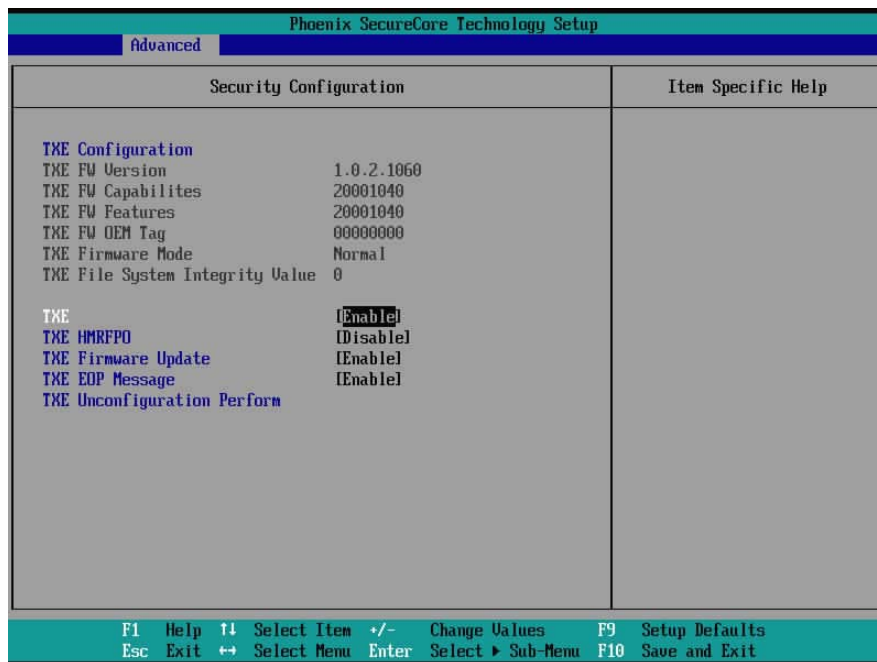 Phoenix SecureCore Technology Setup
Advanced
Security Configuration
Item Specific Help
TXE Configuration
TXE FW Version 1.0.2.1060
TXE FW Capabilites 20001040
TXE FW Features 20001040
TXE FW OEM Tag 00000000
TXE Firmware Mode Normal
TXE File System Integrity Value 0
TXE [Enable]
TXE HMRFPO [Disable]
TXE Firmware Update [Enable]
TXE EOP Message [Enable]
TXE Unconfiguration Perform
F1 Help ↑↓ Select Item +/- Change Values F9 Setup Defaults
Esc Exit ↔ Select Menu Enter Select ▶ Sub-Menu F10 Save and Exit